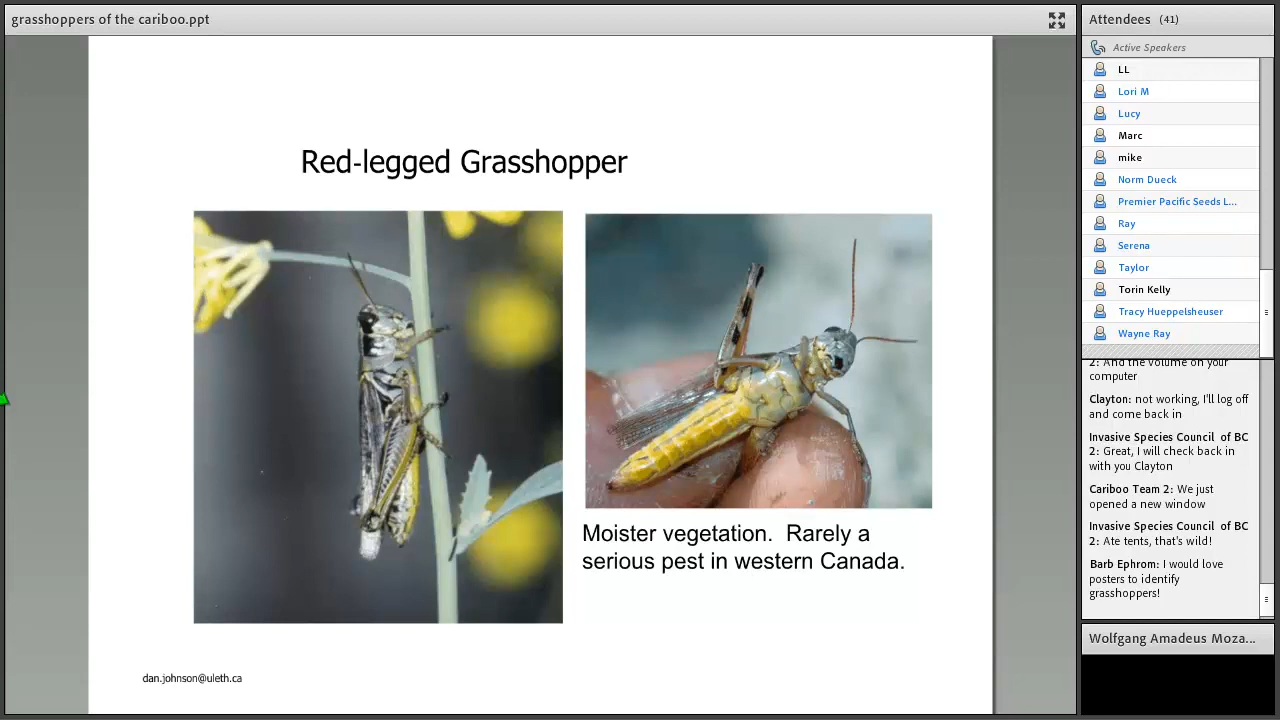 grasshoppers of the cariboo.ppt
Red-legged Grasshopper
Moister vegetation.  Rarely a
serious pest in western Canada.
dan.johnson@uleth.ca
Attendees (41)
Active Speakers
LL
Lori M
Lucy
Marc
mike
Norm Dueck
Premier Pacific Seeds L...
Ray
Serena
Taylor
Torin Kelly
Tracy Hueppelsheuser
Wayne Ray
2: And the volume on your
computer
Clayton: not working, I'll log off
and come back in
Invasive Species Council of BC
2: Great, I will check back in
with you Clayton
Cariboo Team 2: We just
opened a new window
Invasive Species Council of BC
2: Ate tents, that's wild!
Barb Ephrom: I would love
posters to identify
grasshoppers!
Wolfgang Amadeus Moza...